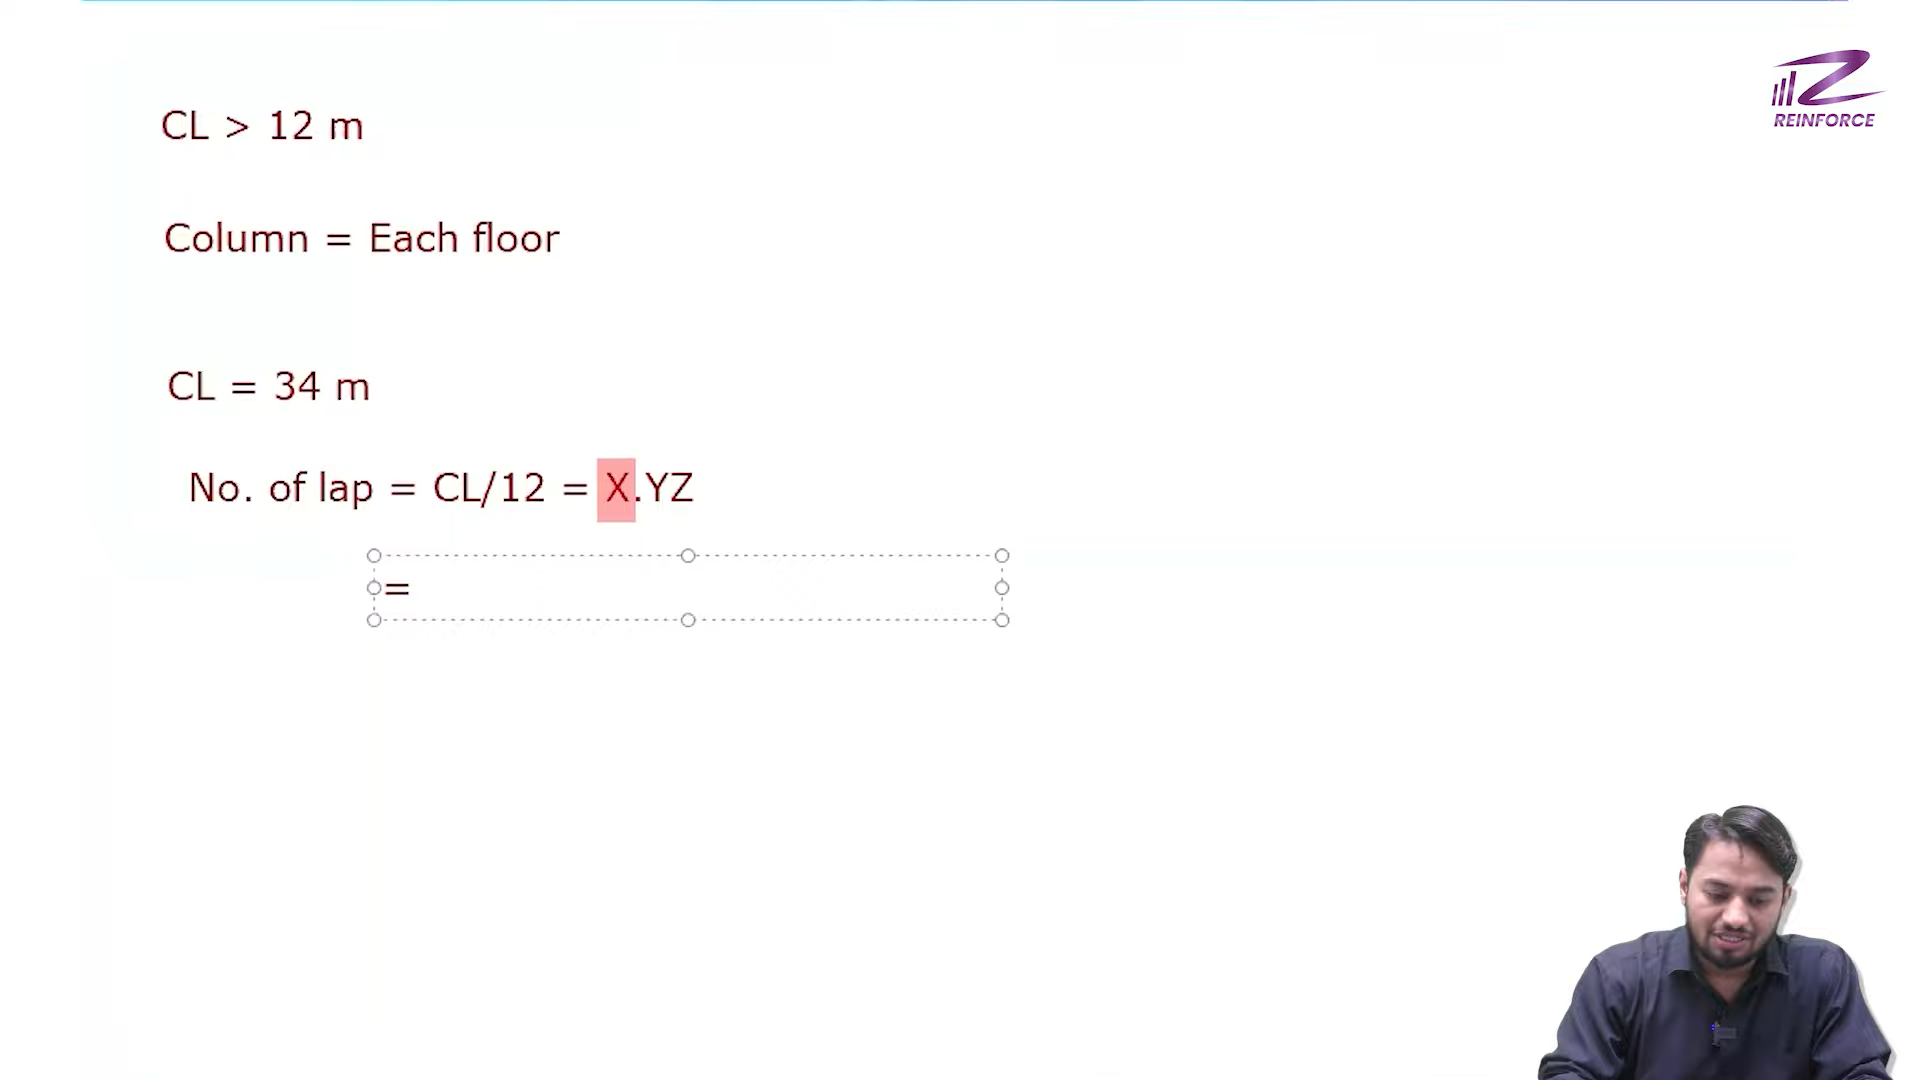 REINFORCE
CL > 12 m
Column = Each floor
CL = 34 m
No. of lap = CL/12 = X.YZ
=